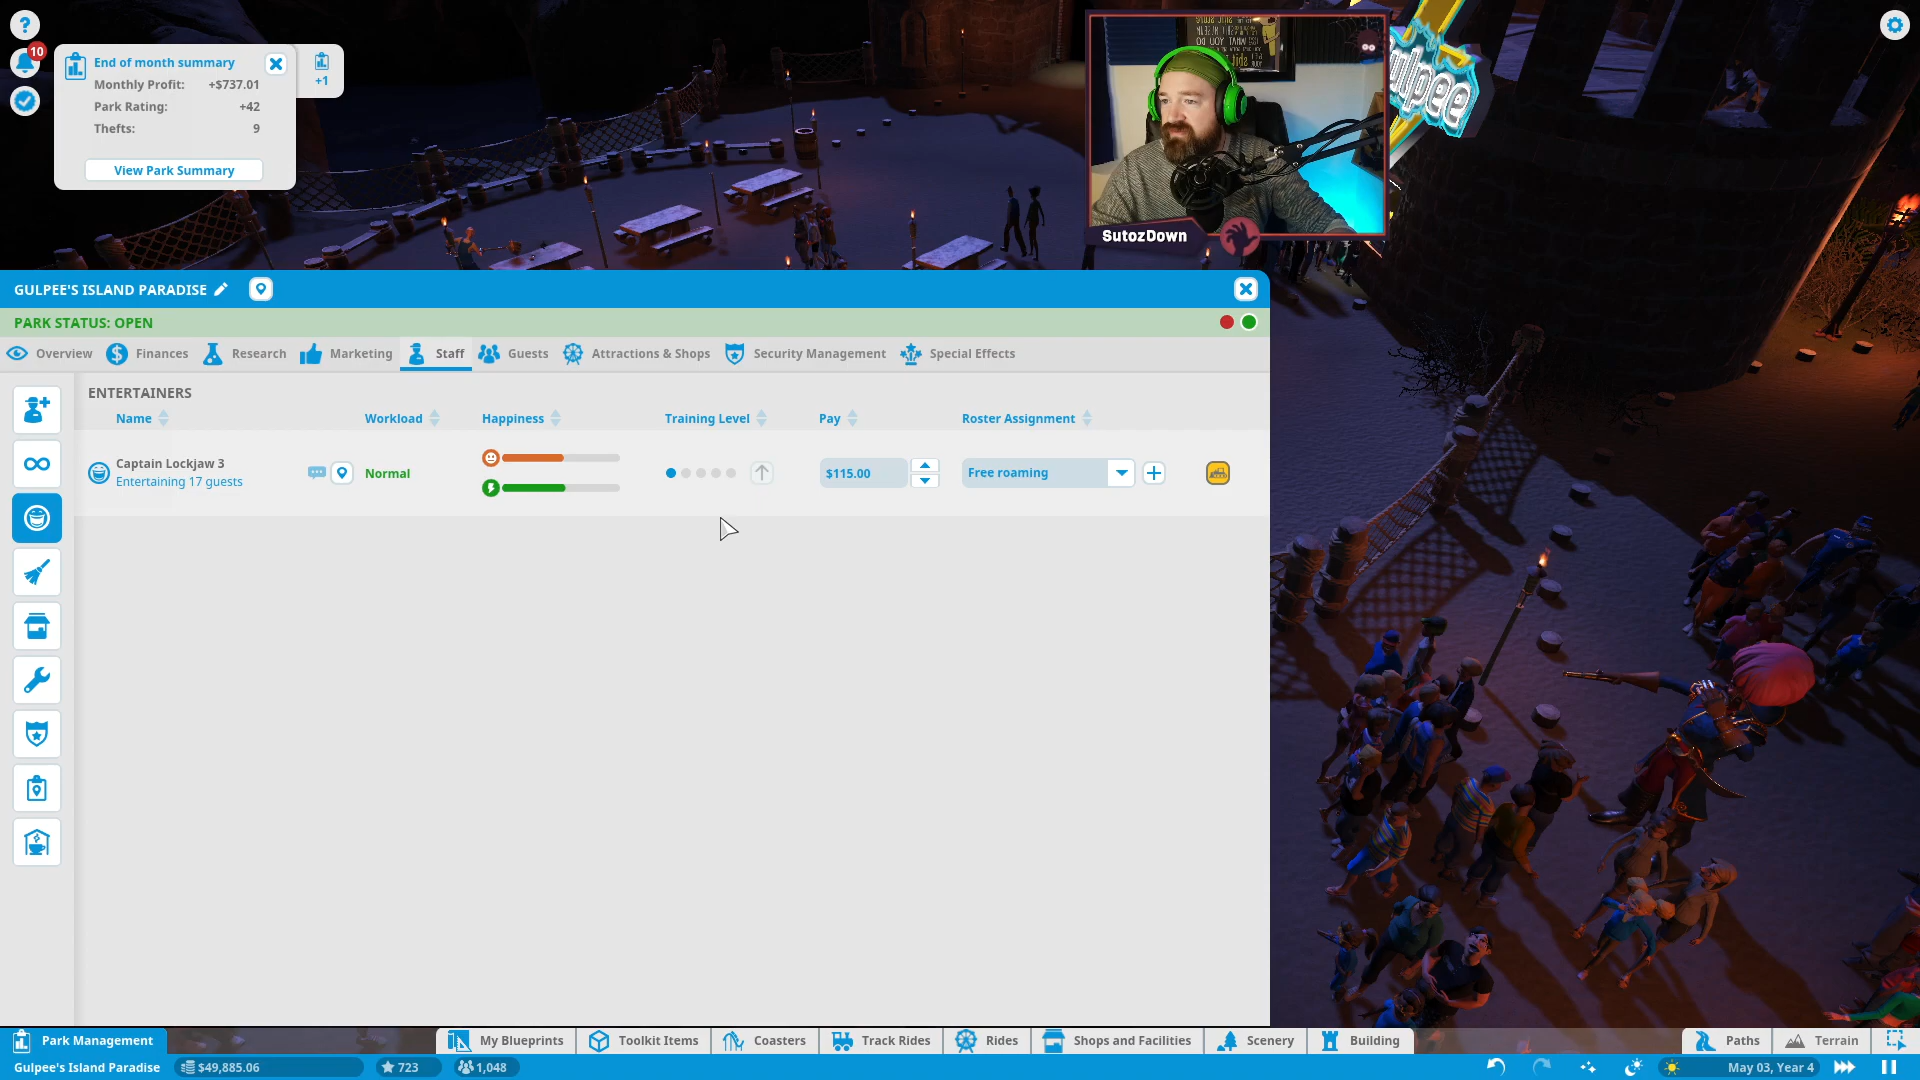 10
End of month summary
Monthly Profit: +$737.01
Park Rating: +42
Thefts: 9
View Park Summary
+1
SutozDown
GULPEE'S ISLAND PARADISE
PARK STATUS: OPEN
Overview Finances Research Marketing Staff Guests Attractions & Shops Security Management Special Effects
ENTERTAINERS
Name Workload Happiness Training Level Pay Roster Assignment
Captain Lockjaw 3
Entertaining 17 guests
Normal
$115.00
Free roaming
Park Management My Blueprints Toolkit Items Coasters Track Rides Rides Shops and Facilities Scenery Building Paths Terrain
Gulpee's Island Paradise $49,885.06 723 1,048 May 03, Year 4